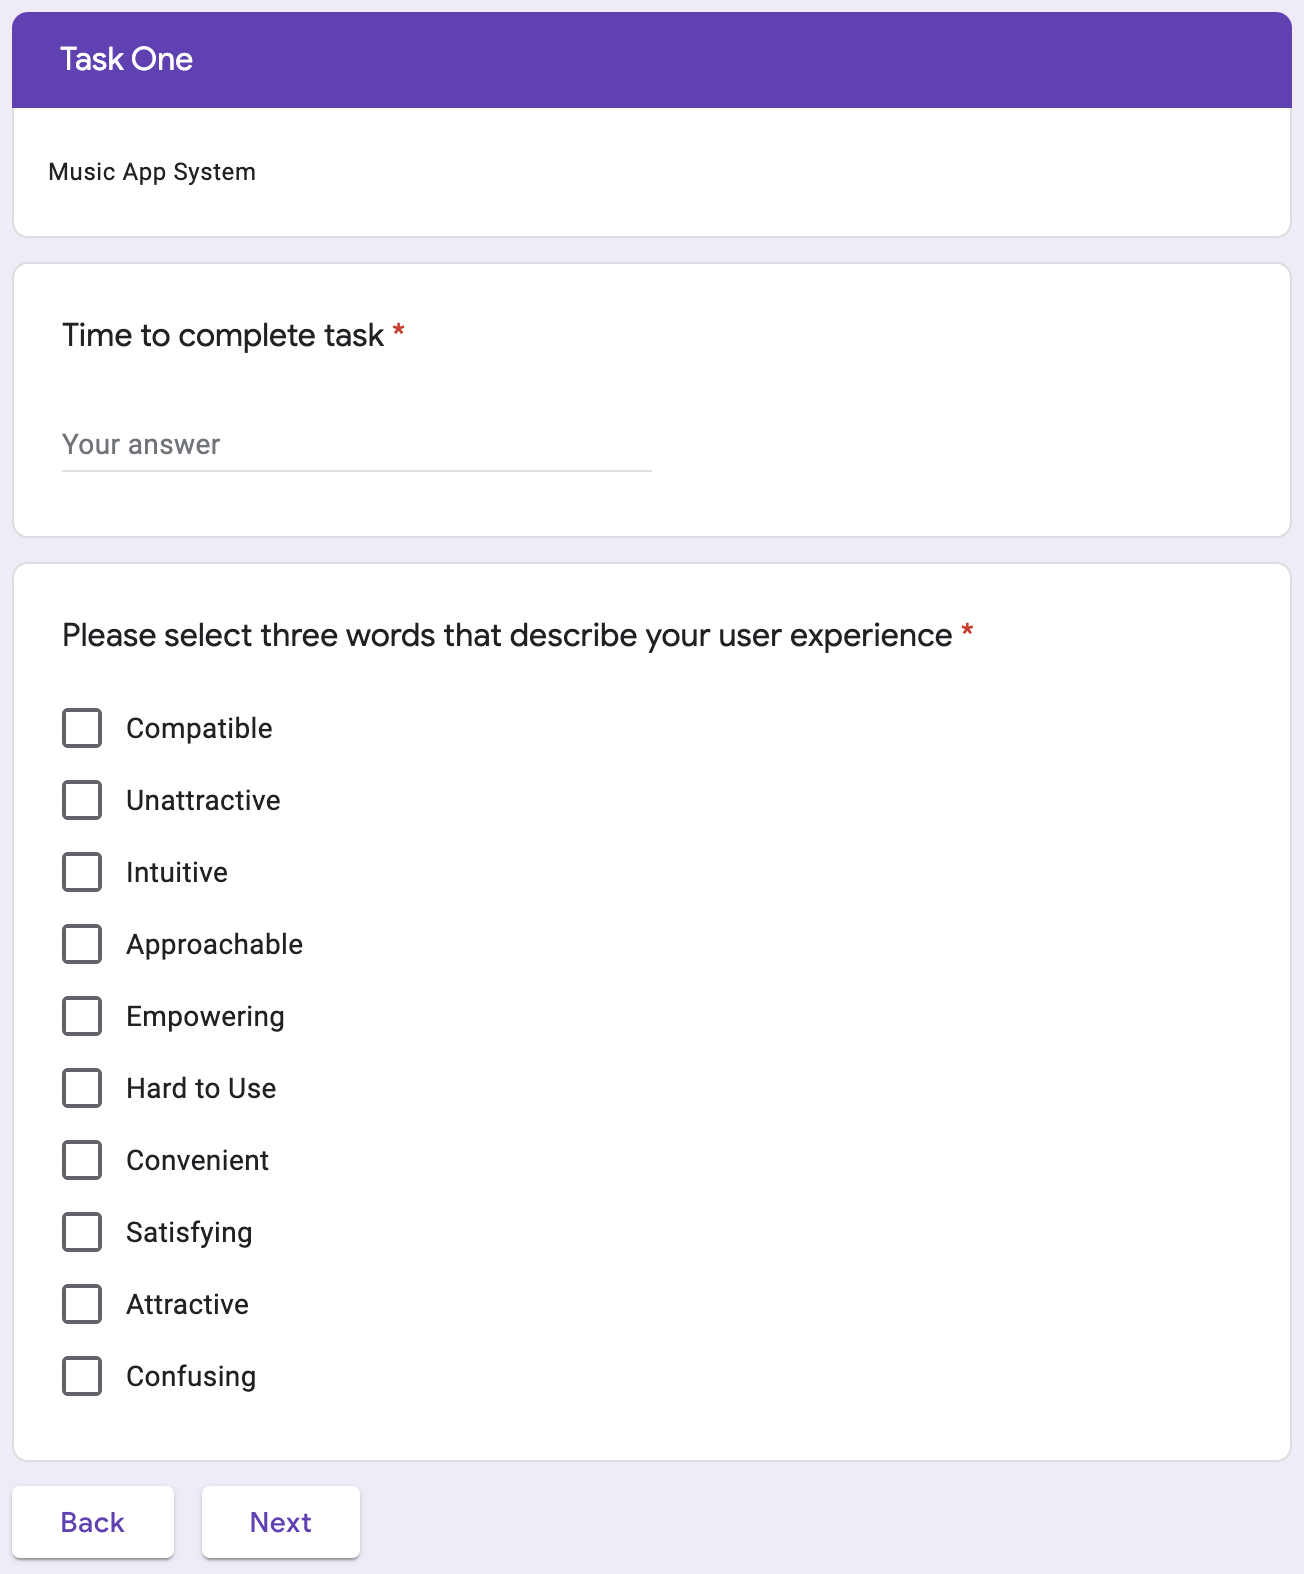 Task One
Music App System
Time to complete task *
Your answer
Please select three words that describe your user experience *
Compatible
Unattractive
Intuitive
Approachable
Empowering
Hard to Use
Convenient
Satisfying
Attractive
Confusing
Back
Next